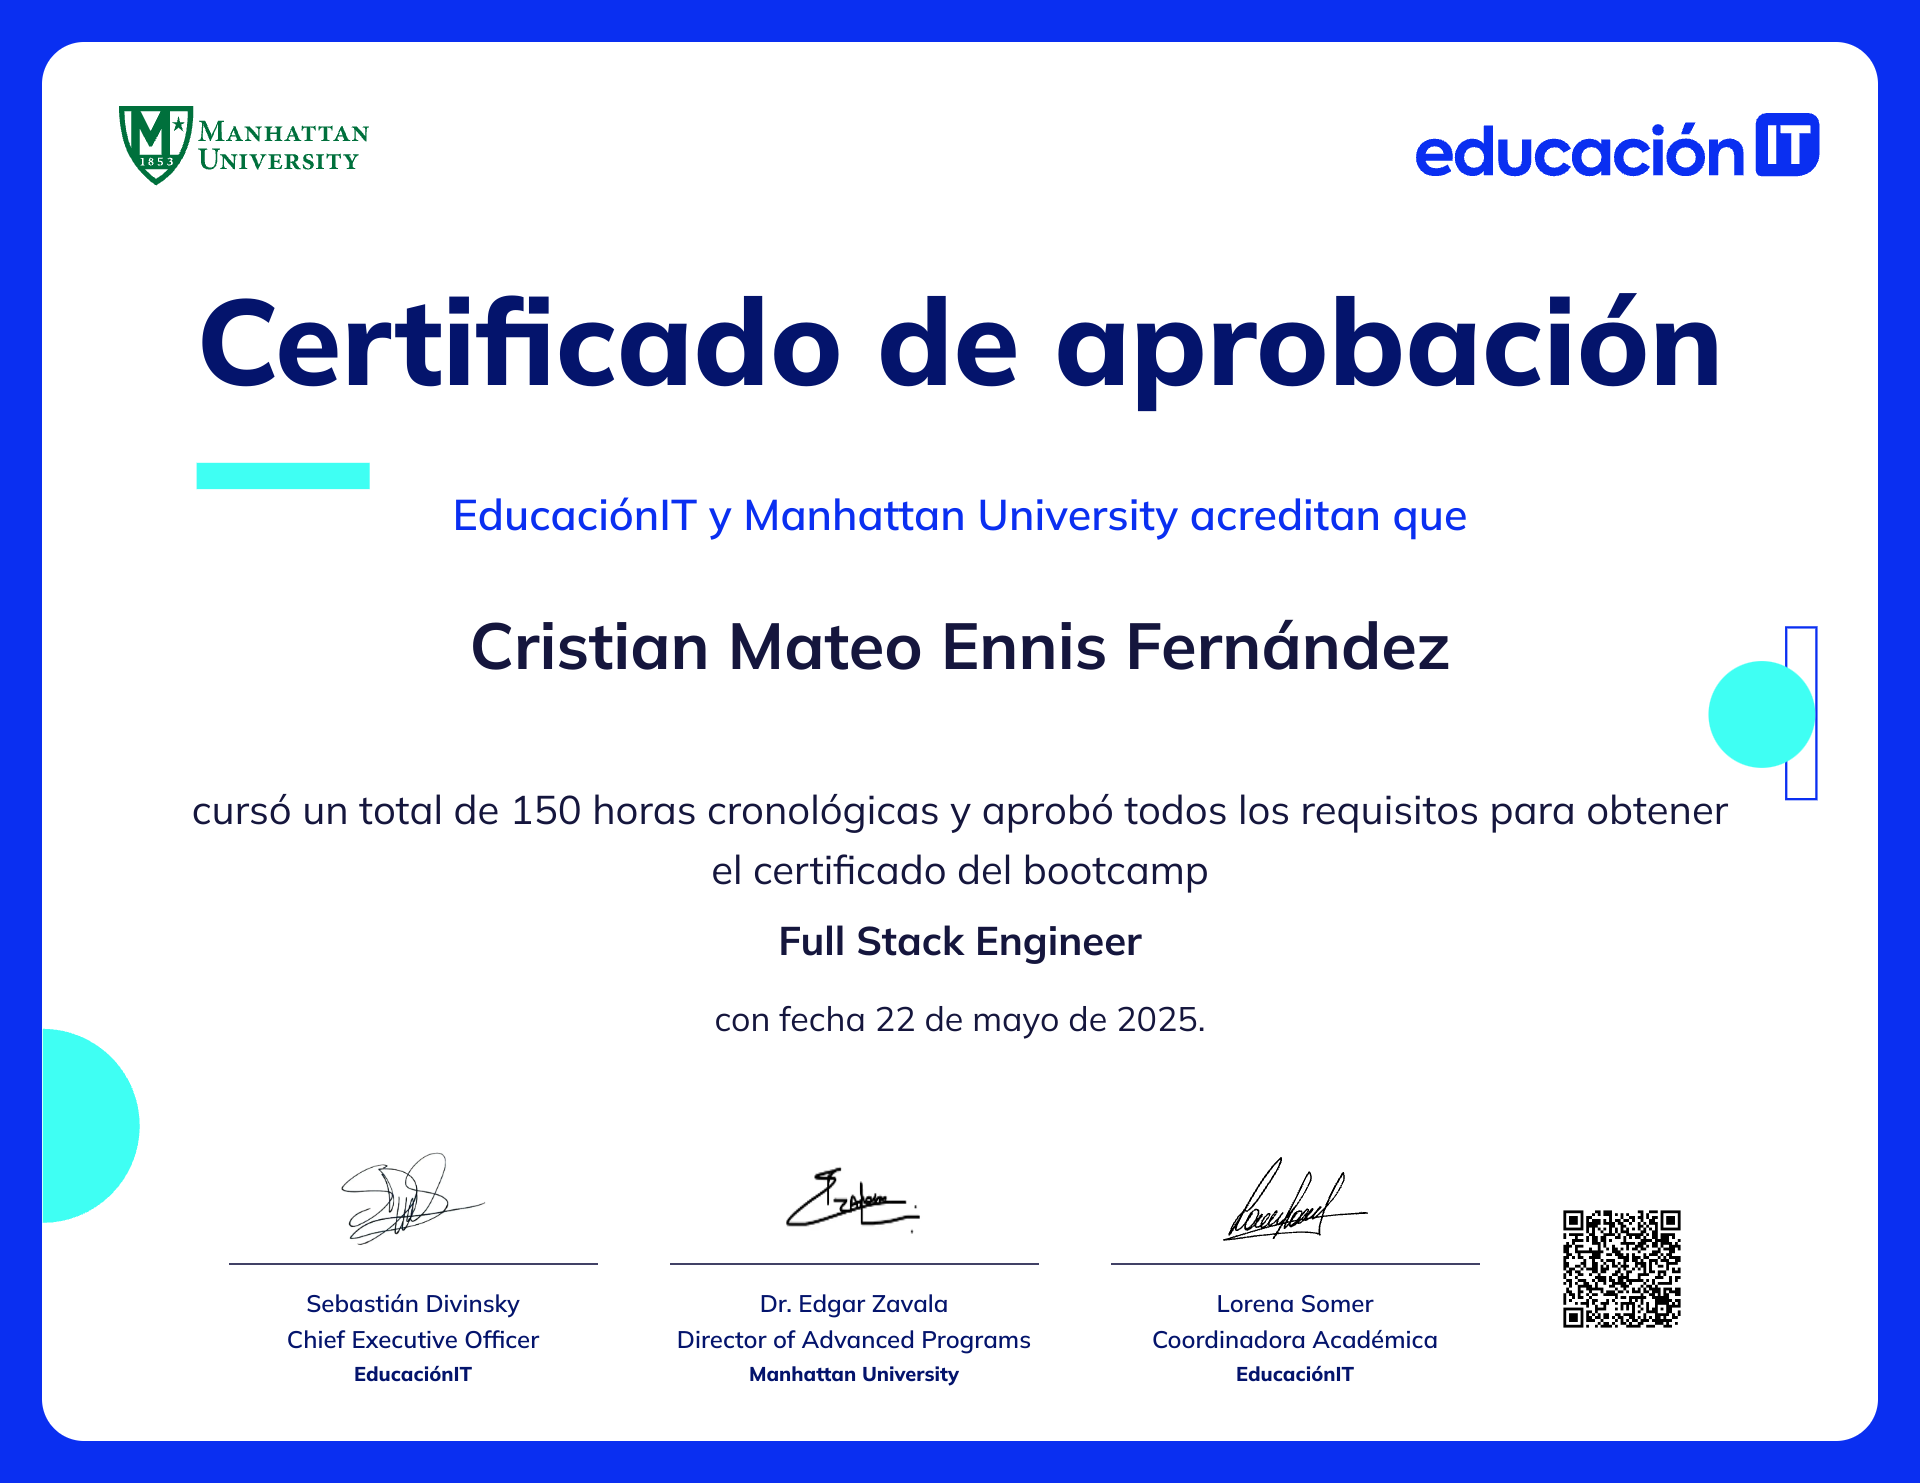 MANHATTAN
UNIVERSITY
1853
educación IT
Certificado de aprobación
EducaciónIT y Manhattan University acreditan que
Cristian Mateo Ennis Fernández
cursó un total de 150 horas cronológicas y aprobó todos los requisitos para obtener
el certificado del bootcamp
Full Stack Engineer
con fecha 22 de mayo de 2025.
Sebastián Divinsky
Chief Executive Officer
EducaciónIT
Dr. Edgar Zavala
Director of Advanced Programs
Manhattan University
Lorena Somer
Coordinadora Académica
EducaciónIT